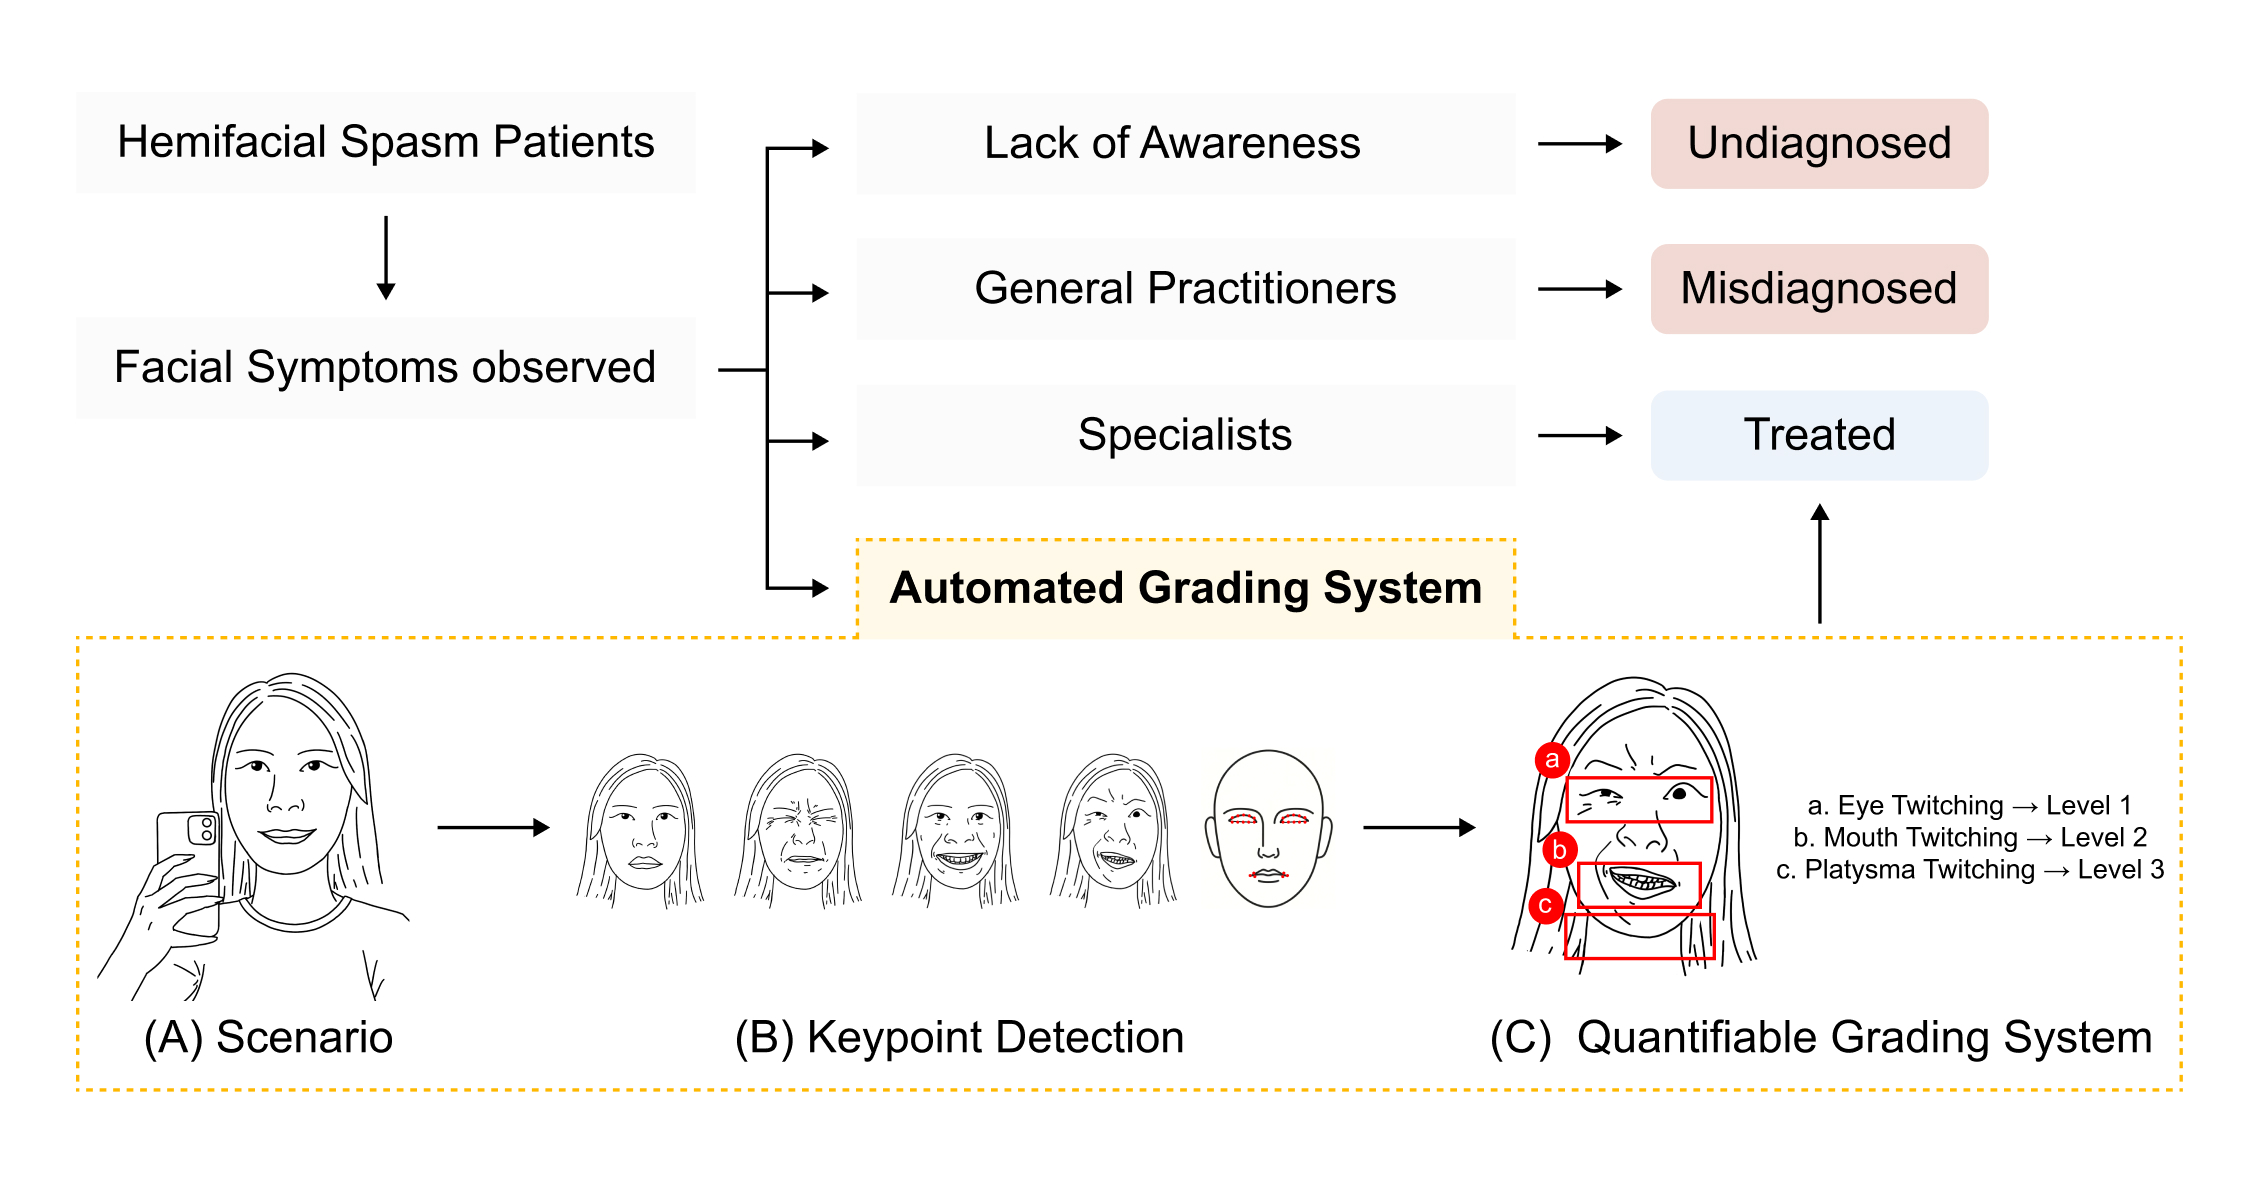 Hemifacial Spasm Patients
Facial Symptoms observed
Lack of Awareness
Undiagnosed
General Practitioners
Misdiagnosed
Specialists
Treated
Automated Grading System
a
b
c
a. Eye Twitching → Level 1
b. Mouth Twitching → Level 2
c. Platysma Twitching → Level 3
(A) Scenario
(B) Keypoint Detection
(C) Quantifiable Grading System